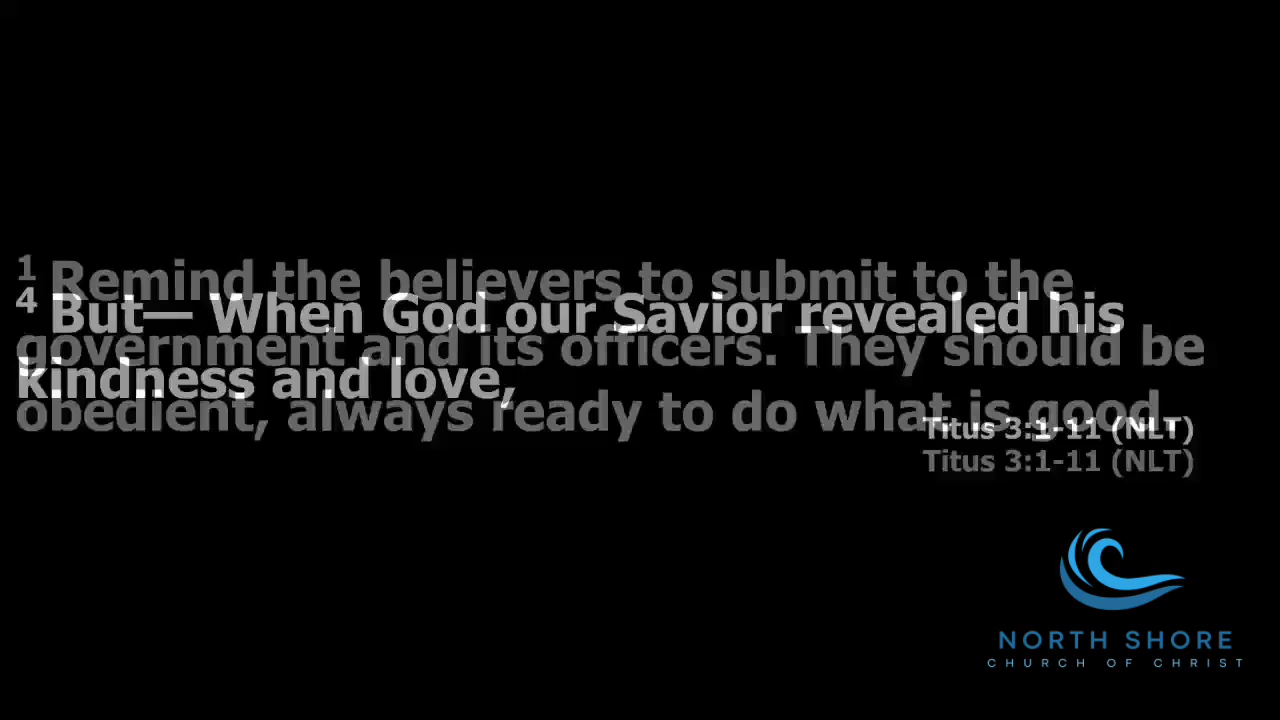 1 Remind the believers to submit to the
4 But— When God our Savior revealed his
government and its officers. They should be
kindness and love,
obedient, always ready to do what is good.
Titus 3:1-11 (NLT)
Titus 3:1-11 (NLT)
NORTH SHORE
CHURCH OF CHRIST